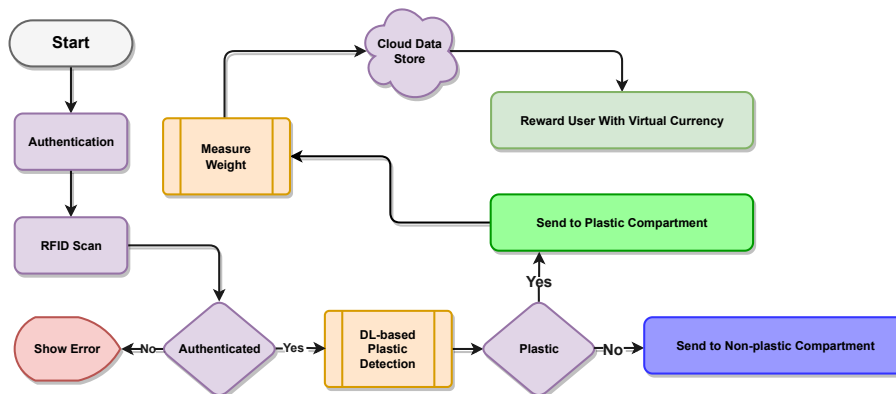 Start
Cloud Data
Store
Reward User With Virtual Currency
Authentication
Measure
Weight
RFID Scan
Send to Plastic Compartment
Yes
Show Error
No
Authenticated
Yes
DL-based
Plastic
Detection
Plastic
No
Send to Non-plastic Compartment